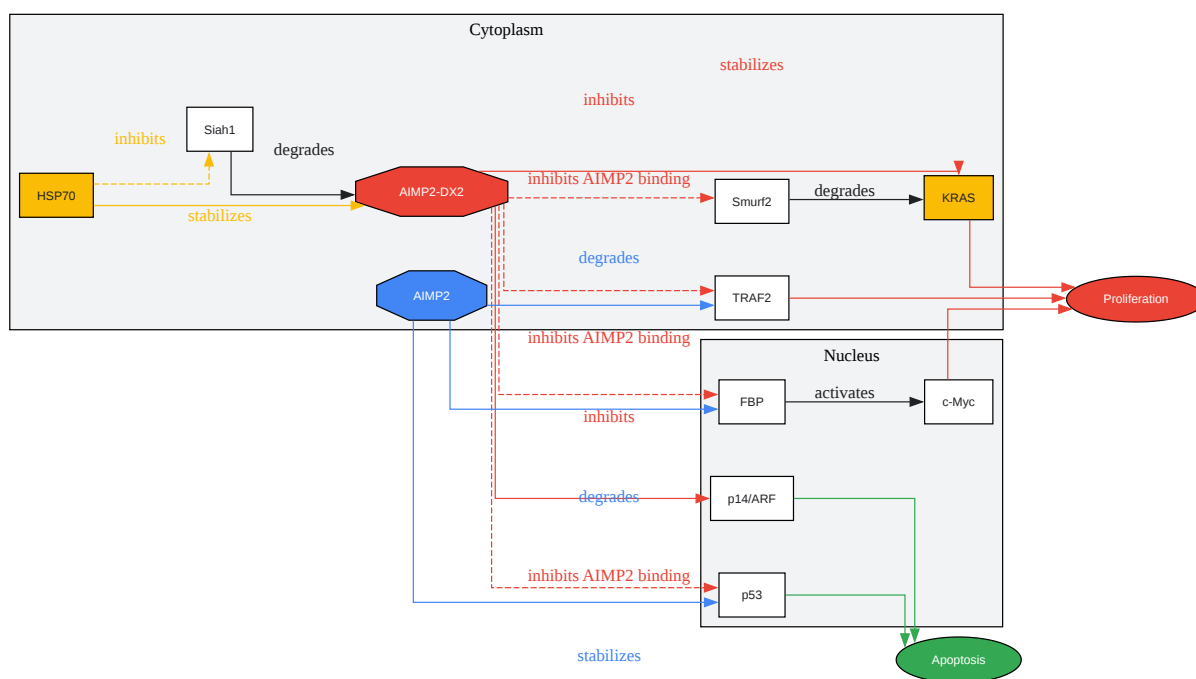 Cytoplasm
stabilizes
inhibits
Siah1
inhibits
degrades
HSP70
AIMP2-DX2
inhibits AIMP2 binding
degrades
KRAS
Smurf2
stabilizes
degrades
AIMP2
TRAF2
Proliferation
inhibits AIMP2 binding
Nucleus
FBP
activates
c-Myc
inhibits
degrades
p14/ARF
inhibits AIMP2 binding
p53
stabilizes
Apoptosis